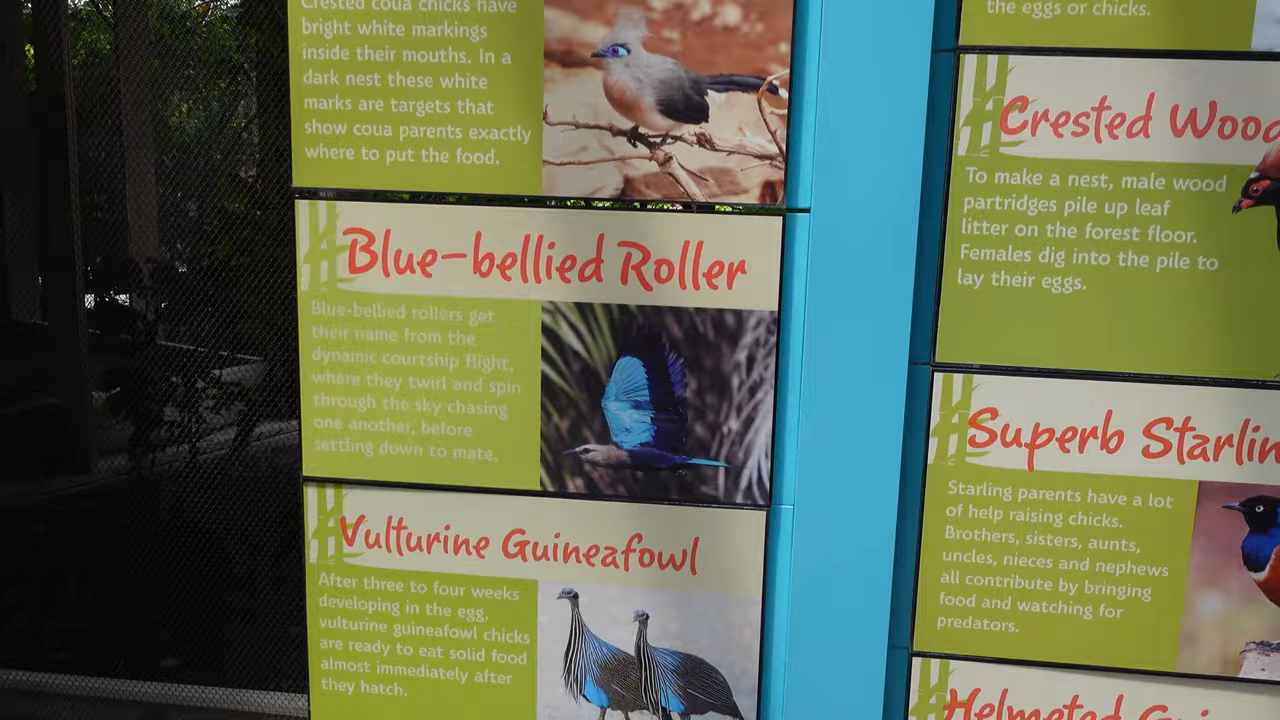 Crested coua chicks have
bright white markings
inside their mouths. In a
dark nest these white
marks are targets that
show coua parents exactly
where to put the food.
Blue-bellied Roller
Blue-bellied rollers get
their name from the
dynamic courtship flight,
where they twirl and spin
through the sky chasing
one another, before
settling down to mate.
Vulturine Guineafowl
After three to four weeks
developing in the egg,
vulturine guineafowl chicks
are ready to eat solid food
almost immediately after
they hatch.
the eggs or chicks.
Crested
To make a nest, male wood
partridges pile up leaf
litter on the forest floor.
Females dig into the pile to
lay their eggs.
Superb Starlin
Starling parents have a lot
of help raising chicks.
Brothers, sisters, aunts,
uncles, nieces and nephews
all contribute by bringing
food and watching for
predators.
Helmeted